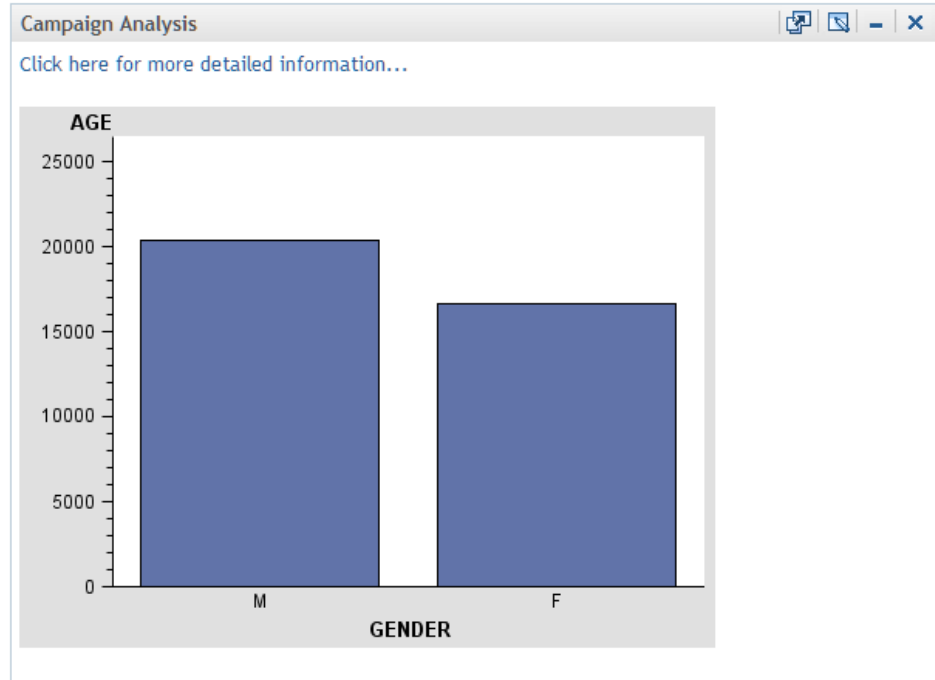 Campaign Analysis
Click here for more detailed information...
AGE
25000
20000
15000
10000
5000
0
M F
GENDER